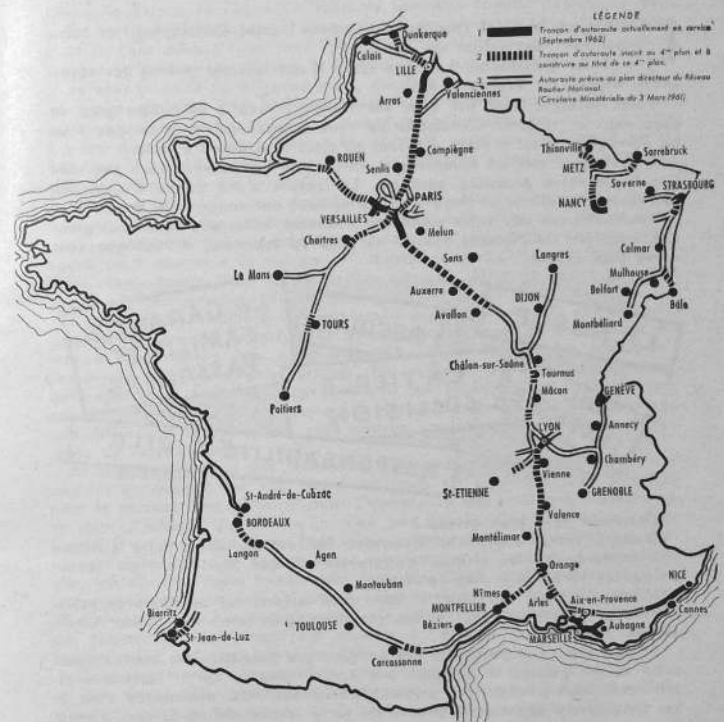 LÉGENDE
1 Tronçon d'autoroute actuellement en service
(Septembre 1962)
2 Tronçon d'autoroute inscrit au 4me plan et à
construire au titre de ce 4me plan.
3 Autoroute prévue au plan directeur du Réseau
Routier National.
(Circulaire Ministérielle du 3 Mars 1961)
Dunkerque
Calais
LILLE
Valenciennes
Arras
Compiègne
ROUEN
Senlis
PARIS
VERSAILLES
Thionville
Sarrebruck
METZ
Saverne
STRASBOURG
NANCY
Melun
Chartres
Colmar
Sens
Langres
Le Mans
Mulhouse
Belfort
Bâle
Auxerre
DIJON
Avallon
Montbéliard
TOURS
Châlon-sur-Saône
Tournus
Mâcon
GENÈVE
Poitiers
Annecy
LYON
Chambéry
Vienne
St-ETIENNE
GRENOBLE
St-André-de-Cubzac
Valence
BORDEAUX
Montélimar
Langon
Agen
Orange
Montauban
NICE
Nîmes
Aix-en-Provence
Arles
Cannes
MONTPELLIER
Biarritz
St-Jean-de-Luz
TOULOUSE
Béziers
Aubagne
MARSEILLE
Carcassonne